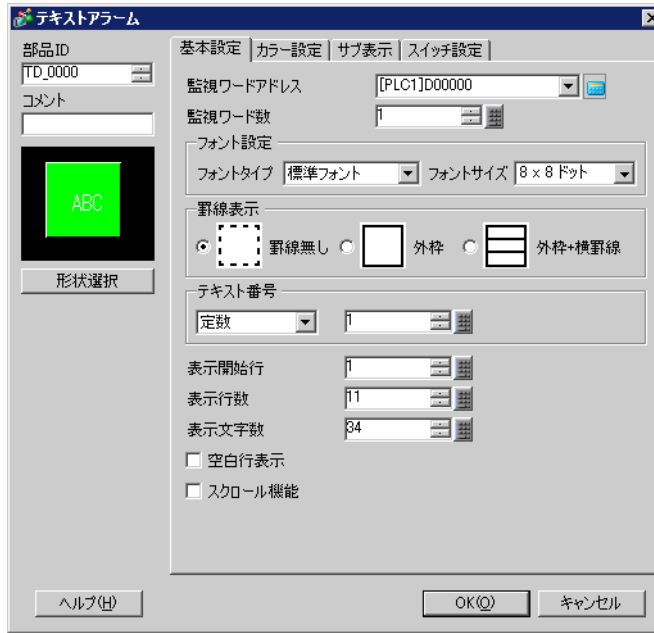 テキストアラーム
部品ID
TD_0000
コメント
ABC
形状選択
基本設定 カラー設定 サブ表示 スイッチ設定
監視ワードアドレス [PLC1]D00000
監視ワード数 1
フォント設定
フォントタイプ 標準フォント フォントサイズ 8 x 8 ドット
罫線表示
罫線無し 外枠 外枠+横罫線
テキスト番号
定数 1
表示開始行 1
表示行数 11
表示文字数 34
空白行表示
スクロール機能
ヘルプ(H) OK(O) キャンセル